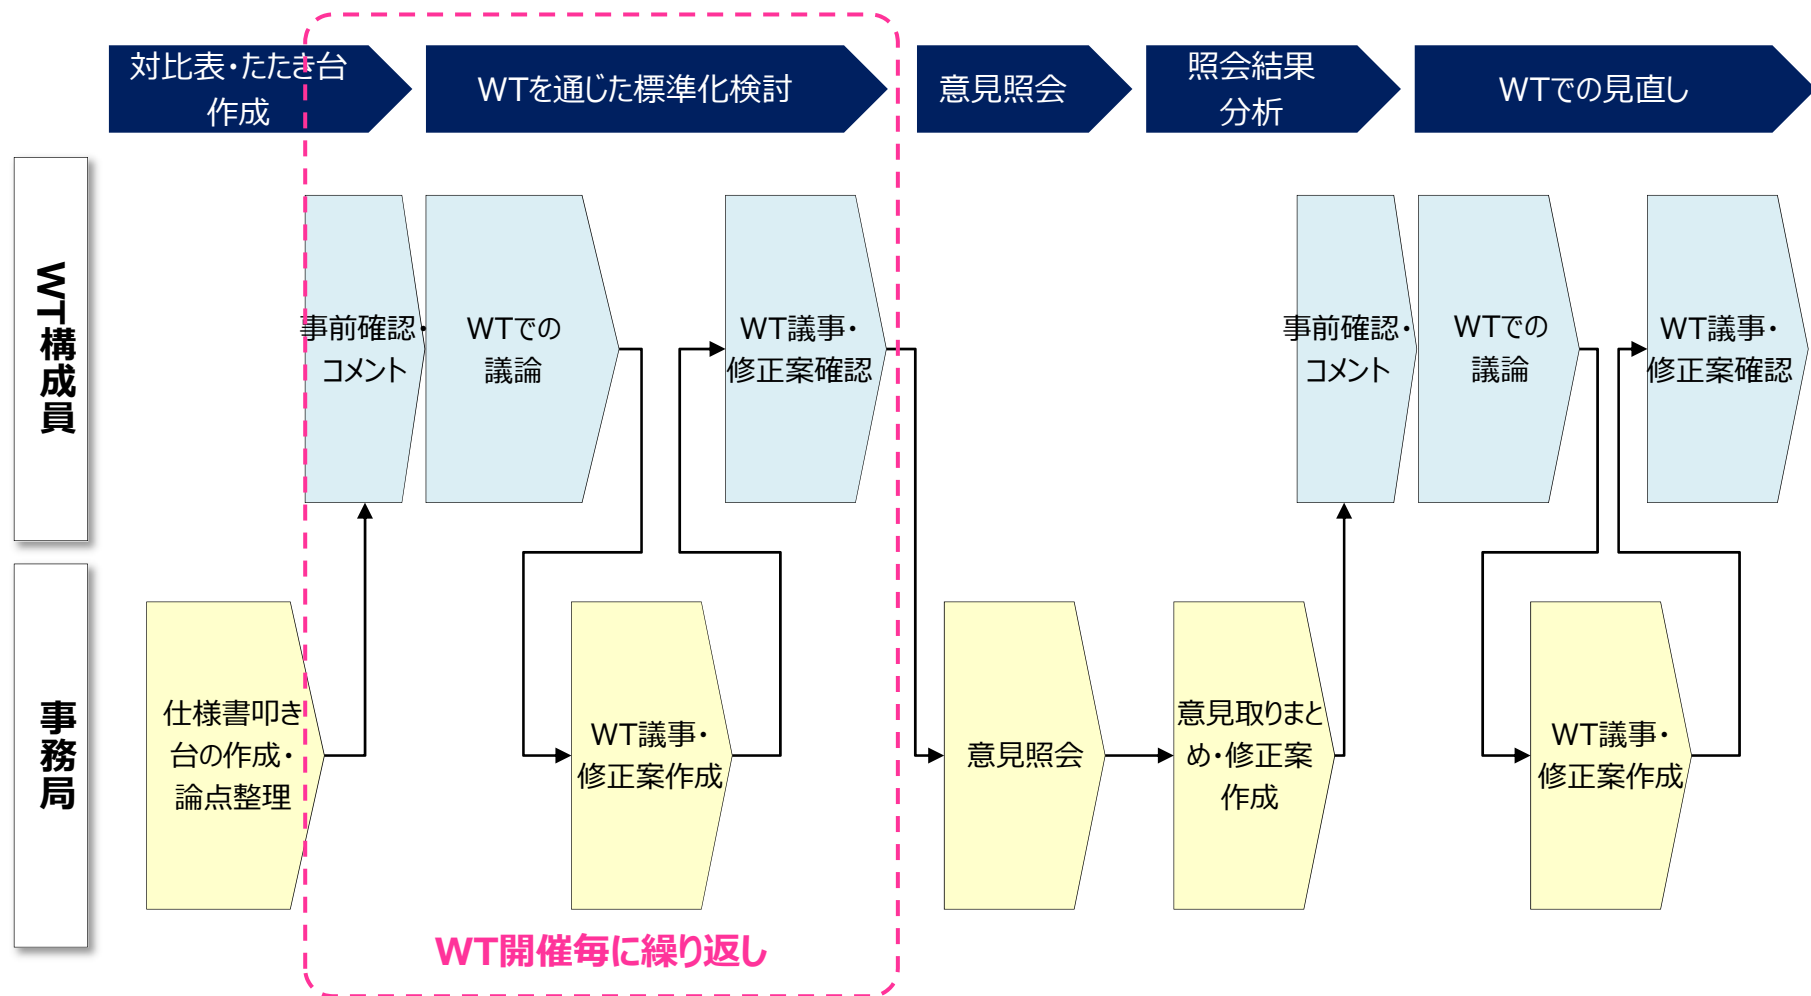 対比表・たたき台
作成
WTを通じた標準化検討
意見照会
照会結果
分析
WTでの見直し
WT構成員
事前確認・
コメント
WTでの
議論
WT議事・
修正案確認
事前確認・
コメント
WTでの
議論
WT議事・
修正案確認
事務局
仕様書叩き
台の作成・
論点整理
WT議事・
修正案作成
意見照会
意見取りまと
め・修正案
作成
WT議事・
修正案作成
WT開催毎に繰り返し